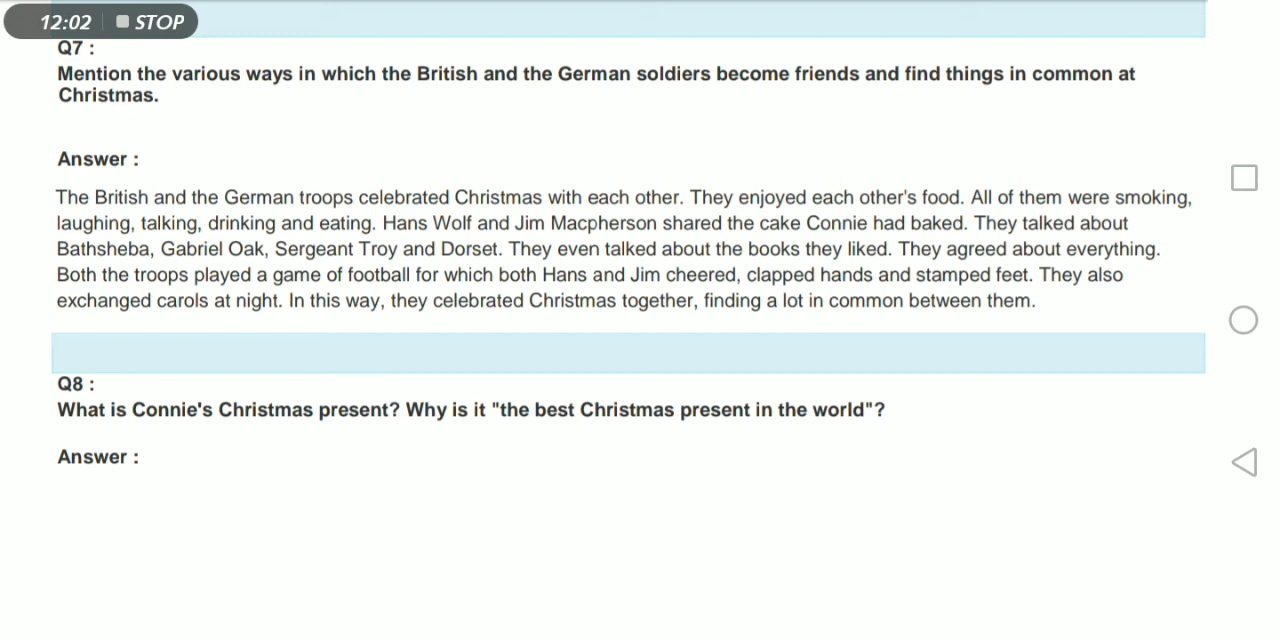 12:02 STOP
Q7 :
Mention the various ways in which the British and the German soldiers become friends and find things in common at
Christmas.
Answer :
The British and the German troops celebrated Christmas with each other. They enjoyed each other's food. All of them were smoking,
laughing, talking, drinking and eating. Hans Wolf and Jim Macpherson shared the cake Connie had baked. They talked about
Bathsheba, Gabriel Oak, Sergeant Troy and Dorset. They even talked about the books they liked. They agreed about everything.
Both the troops played a game of football for which both Hans and Jim cheered, clapped hands and stamped feet. They also
exchanged carols at night. In this way, they celebrated Christmas together, finding a lot in common between them.
Q8 :
What is Connie's Christmas present? Why is it "the best Christmas present in the world"?
Answer :